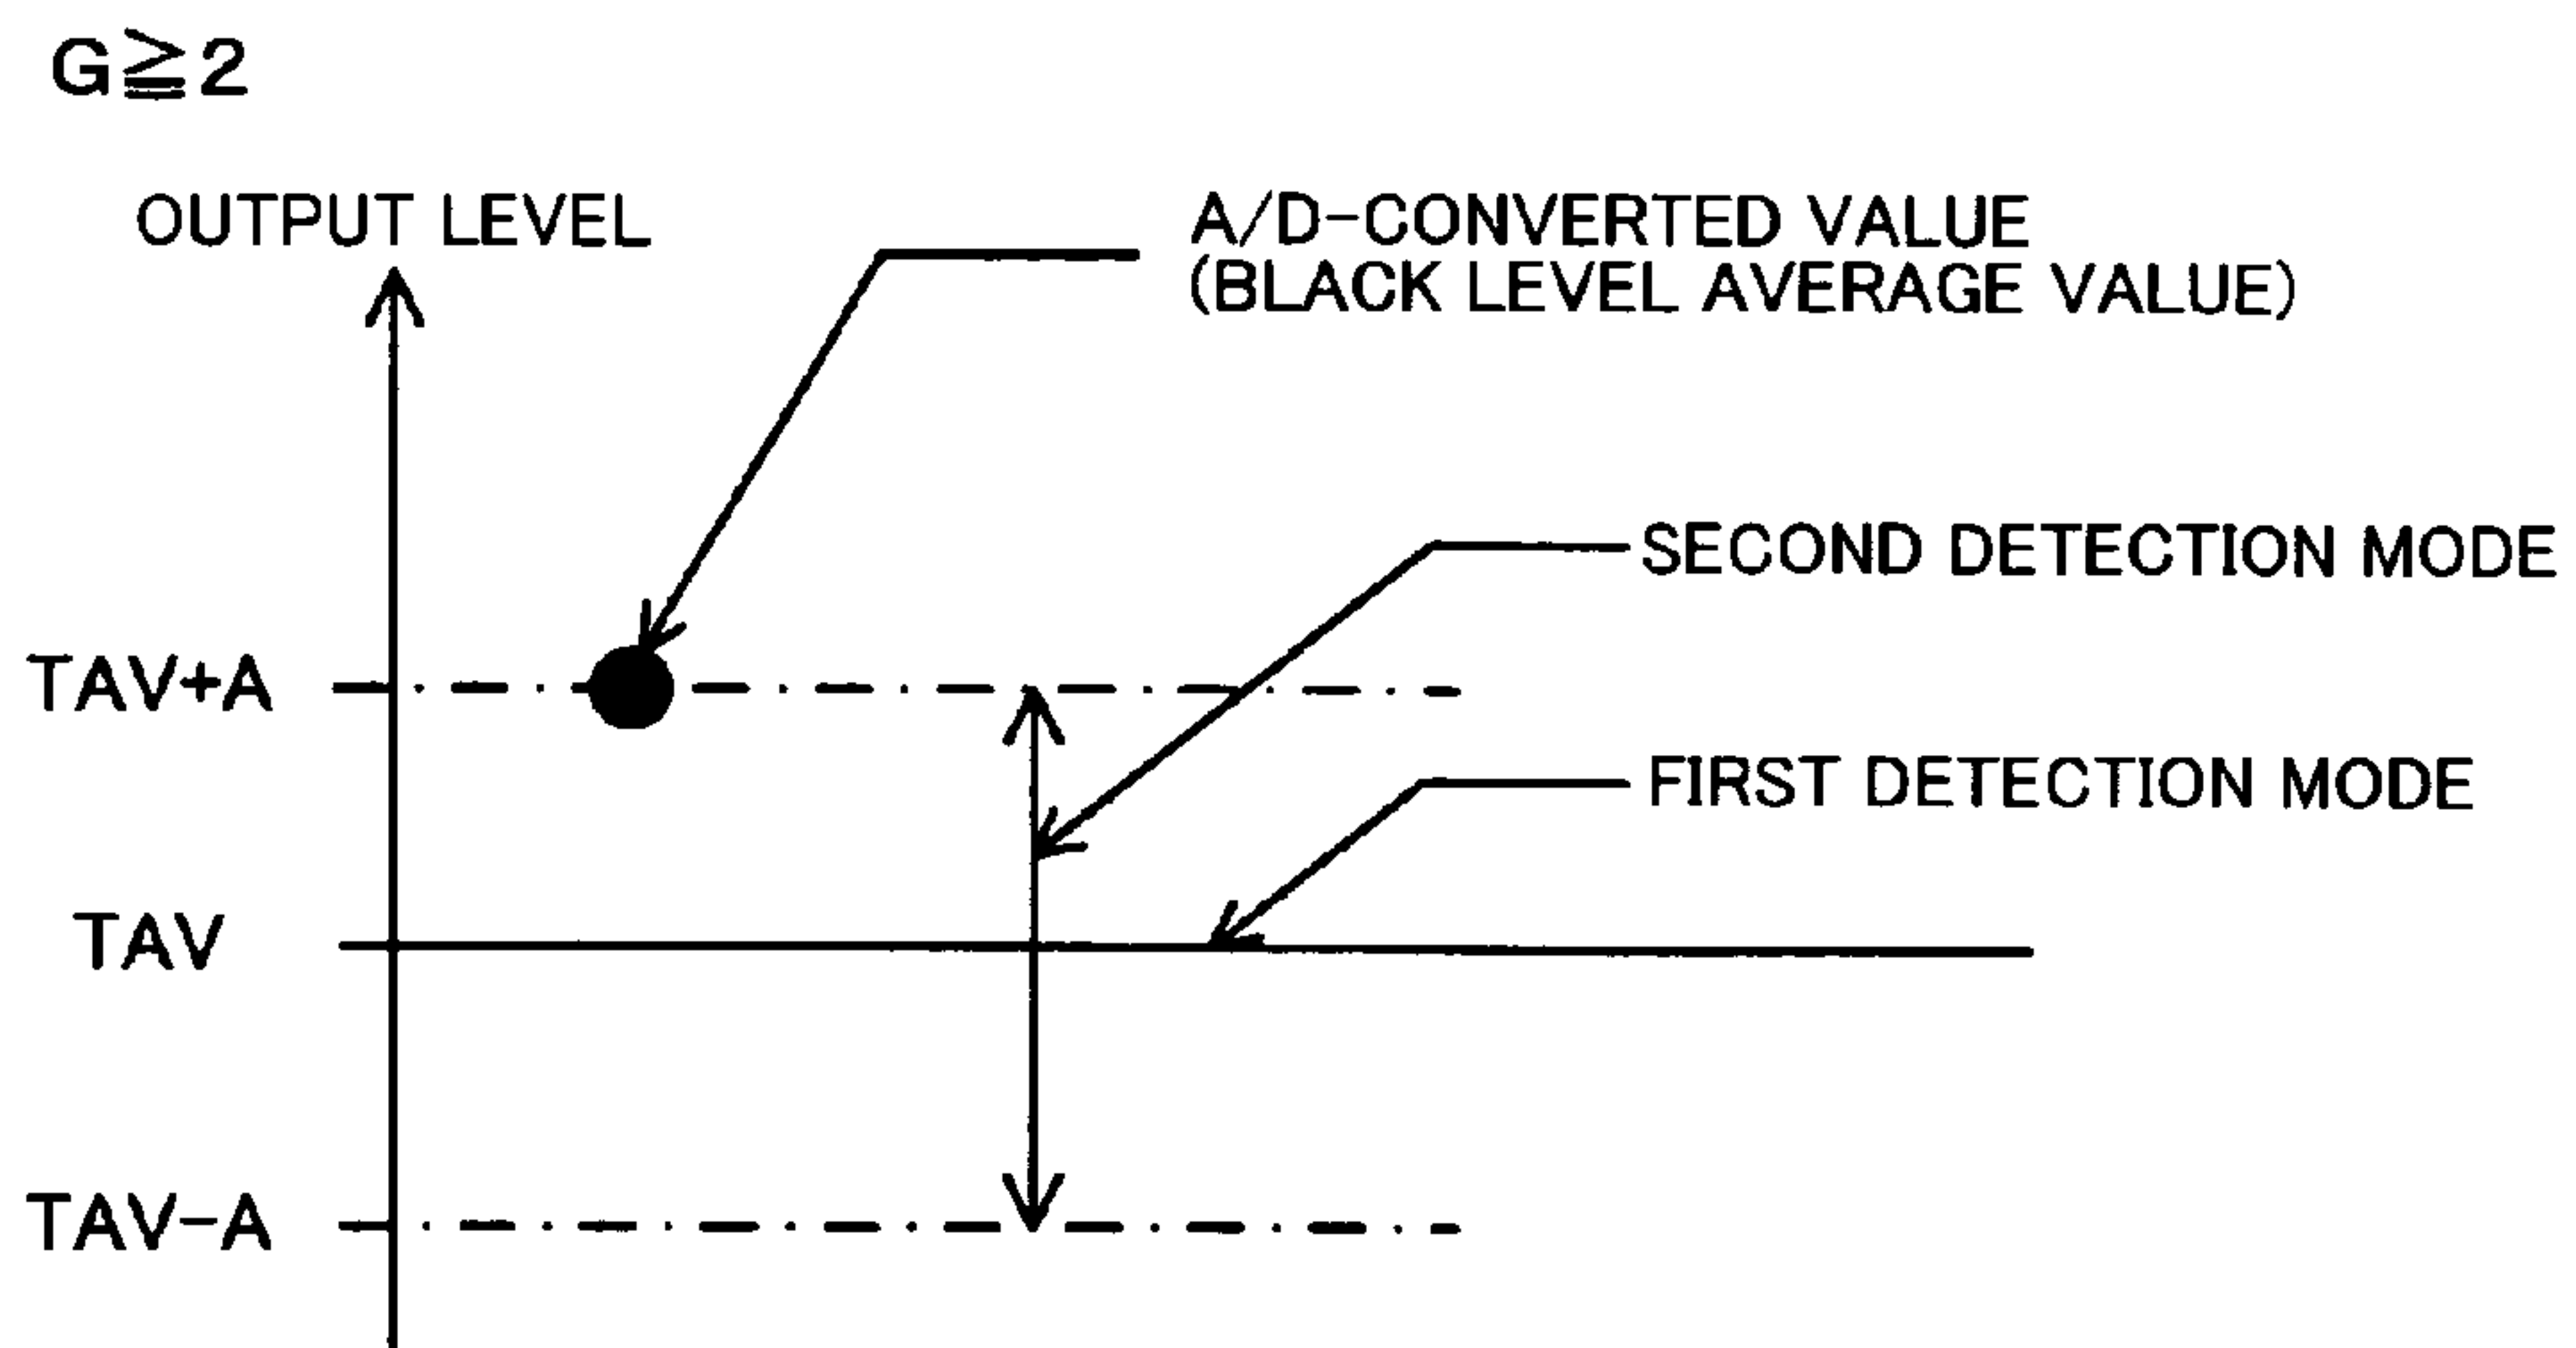 G≧2
OUTPUT LEVEL
A/D-CONVERTED VALUE
(BLACK LEVEL AVERAGE VALUE)
SECOND DETECTION MODE
TAV+A
FIRST DETECTION MODE
TAV
TAV-A